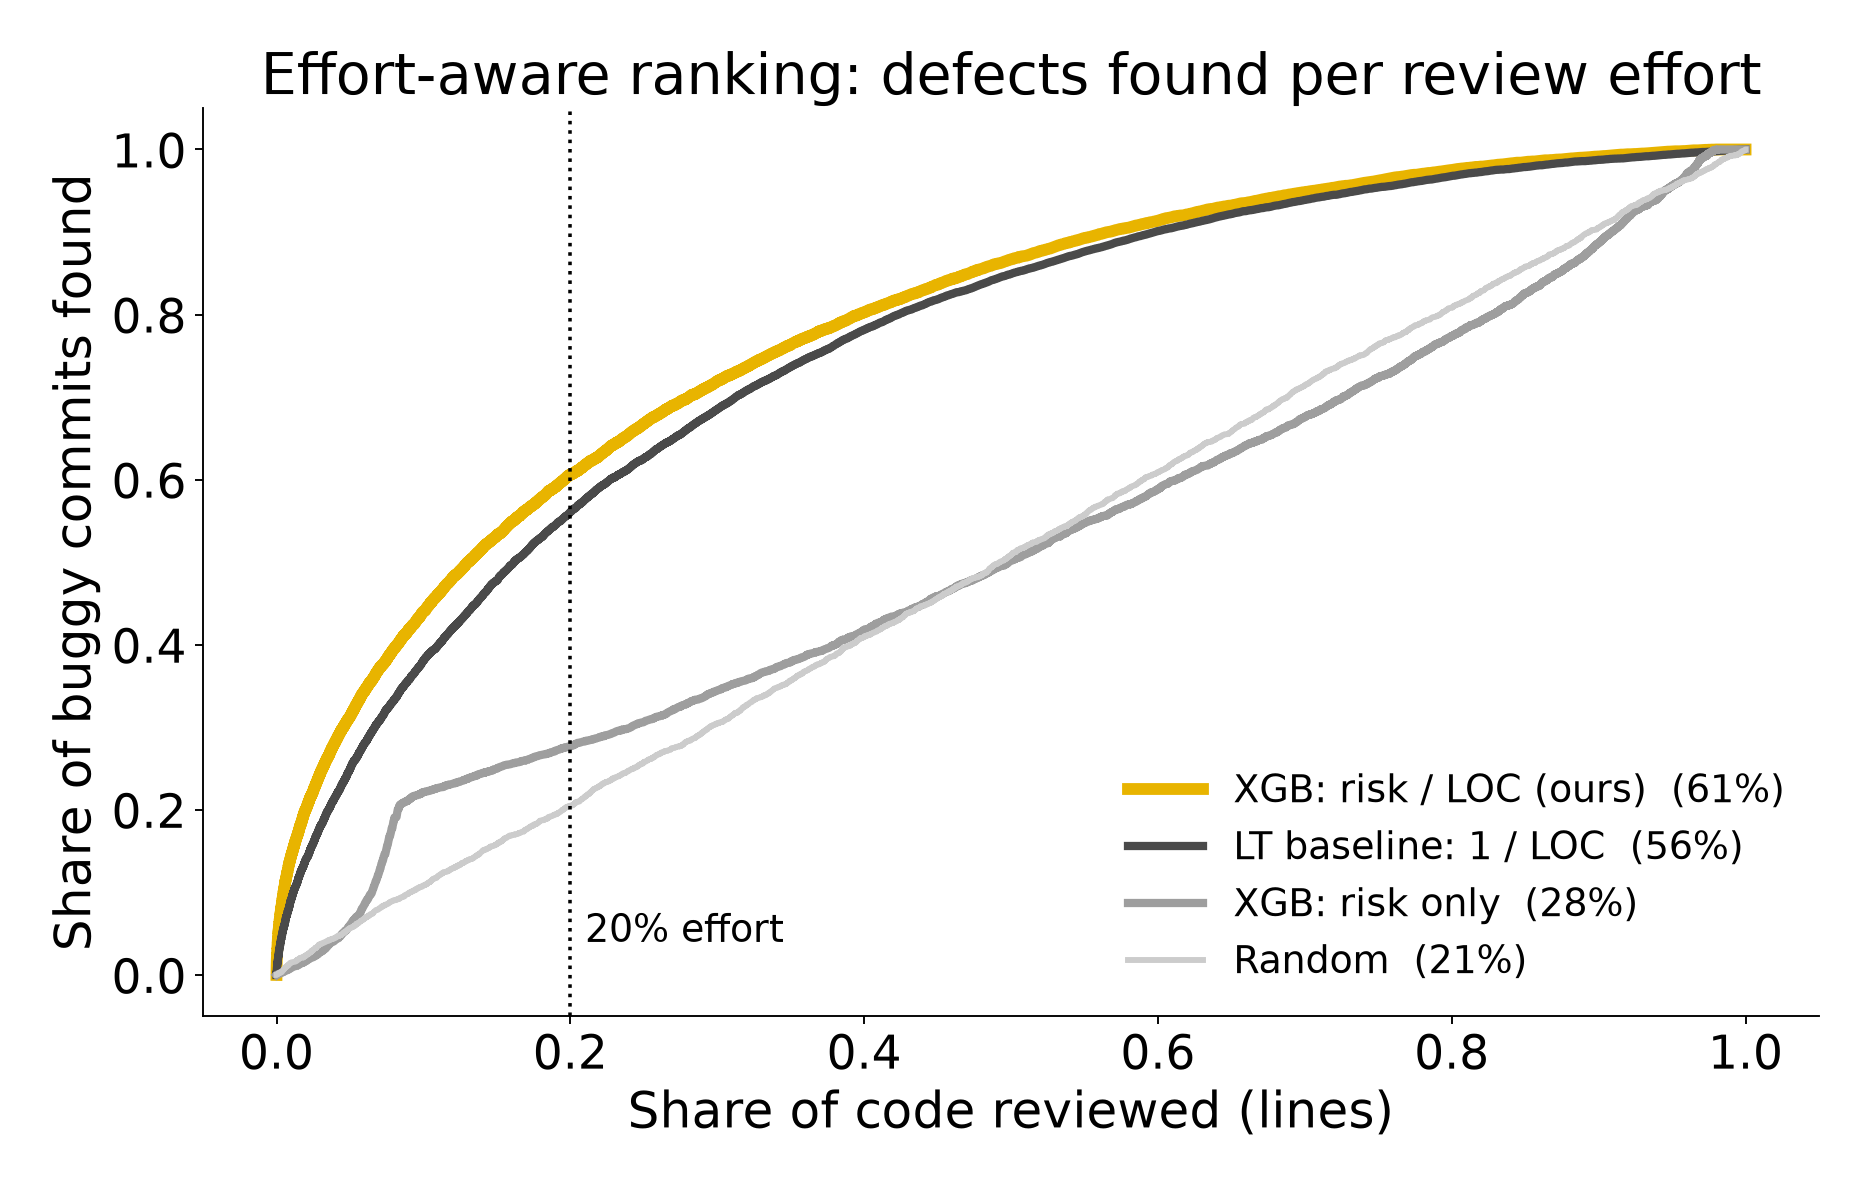 Effort-aware ranking: defects found per review effort
Share of buggy commits found
1.0
0.8
0.6
0.4
0.2
0.0
20% effort
XGB: risk / LOC (ours) (61%)
LT baseline: 1 / LOC (56%)
XGB: risk only (28%)
Random (21%)
0.0 0.2 0.4 0.6 0.8 1.0
Share of code reviewed (lines)